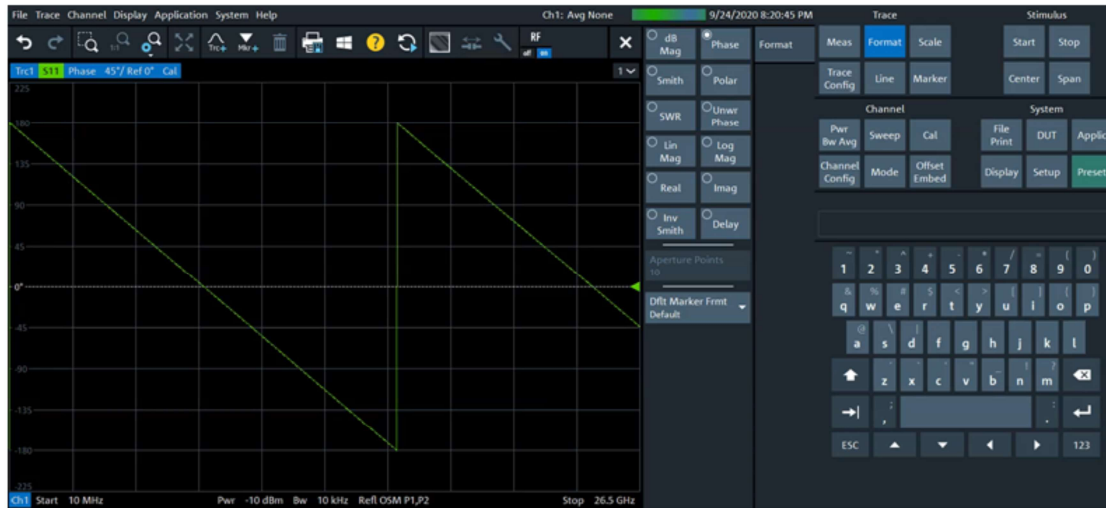 File Trace Channel Display Application System Help
Ch1: Avg None
9/24/2020 8:20:45 PM
Trc+ Mkr+ RF
off on
Trc1 S11 Phase 45°/ Ref 0° Cal
1
225
180
135
90
45
0°
-45
-90
-135
-180
-225
Ch1 Start 10 MHz Pwr -10 dBm Bw 10 kHz Refl OSM P1,P2 Stop 26.5 GHz
dB Mag
Phase
Smith
Polar
SWR
Unwr Phase
Lin Mag
Log Mag
Real
Imag
Inv Smith
Delay
Aperture Points
10
Dflt Marker Frmt
Default
Format
Trace
Meas Format Scale
Trace Config Line Marker
Stimulus
Start Stop
Center Span
Channel
Pwr Bw Avg Sweep Cal
Channel Config Mode Offset Embed
System
File Print DUT Applic
Display Setup Preset
1 2 3 4 5 6 7 8 9 0
q w e r t y u i o p
a s d f g h j k l
z x c v b n m
, .
ESC 123